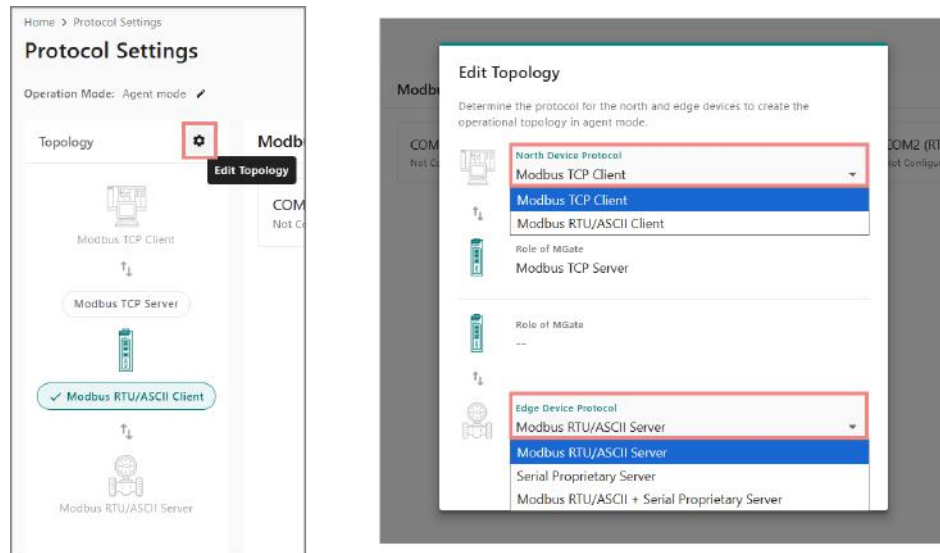 Home > Protocol Settings
Protocol Settings
Operation Mode: Agent mode
Topology
Edit Topology
Modb
COM
Not Co
Modbus TCP Client
Modbus TCP Server
Modbus RTU/ASCII Client
Modbus RTU/ASCII Server
Modbu
COM
Not Co
COM2 (RT
Not Configu
Edit Topology
Determine the protocol for the north and edge devices to create the
operational topology in agent mode.
North Device Protocol
Modbus TCP Client
Modbus TCP Client
Modbus RTU/ASCII Client
Role of MGate
Modbus TCP Server
Role of MGate
--
Edge Device Protocol
Modbus RTU/ASCII Server
Modbus RTU/ASCII Server
Serial Proprietary Server
Modbus RTU/ASCII + Serial Proprietary Server